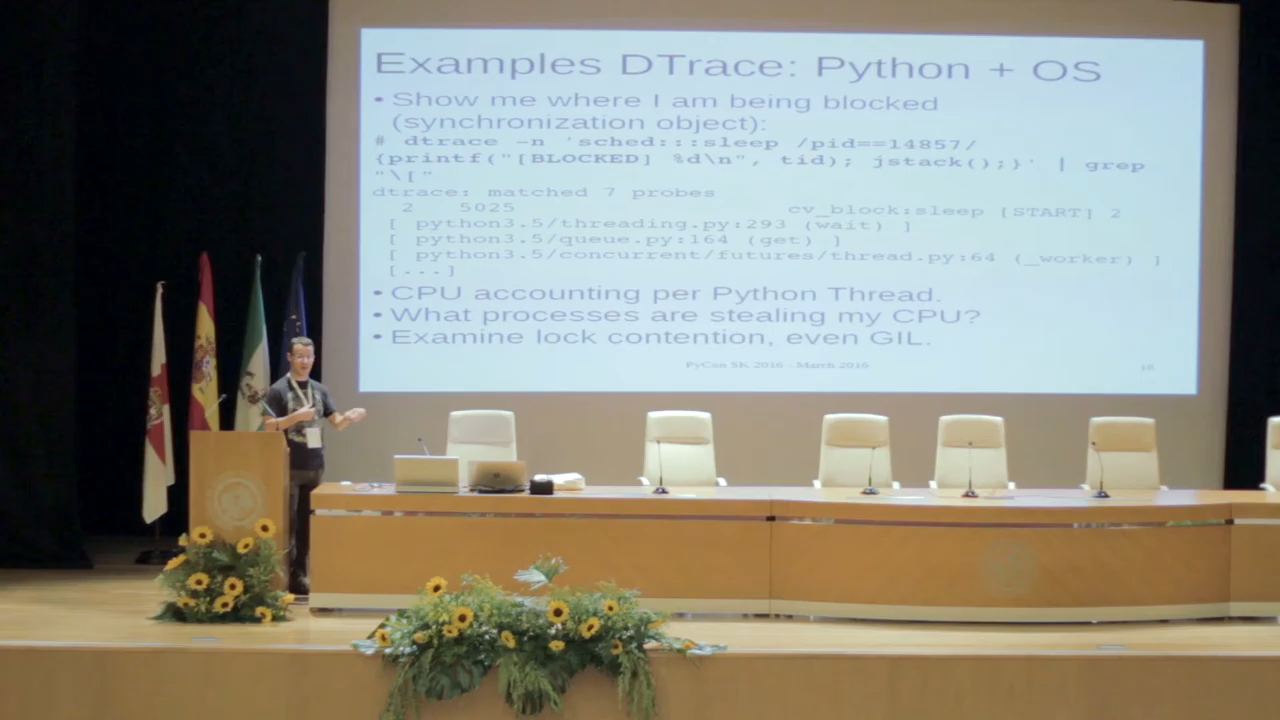 Examples DTrace: Python + OS
• Show me where I am being blocked
(synchronization object):
# dtrace -n 'sched:::sleep /pid==14857/
{printf("[BLOCKED] %d\n", tid); jstack();}' | grep
"\["
dtrace: matched 7 probes
2 5025 cv_block:sleep [START] 2
[ python3.5/threading.py:293 (wait) ]
[ python3.5/queue.py:164 (get) ]
[ python3.5/concurrent/futures/thread.py:64 (_worker) ]
[...]
• CPU accounting per Python Thread.
• What processes are stealing my CPU?
• Examine lock contention, even GIL.
PyCon SK 2016 - March 2016